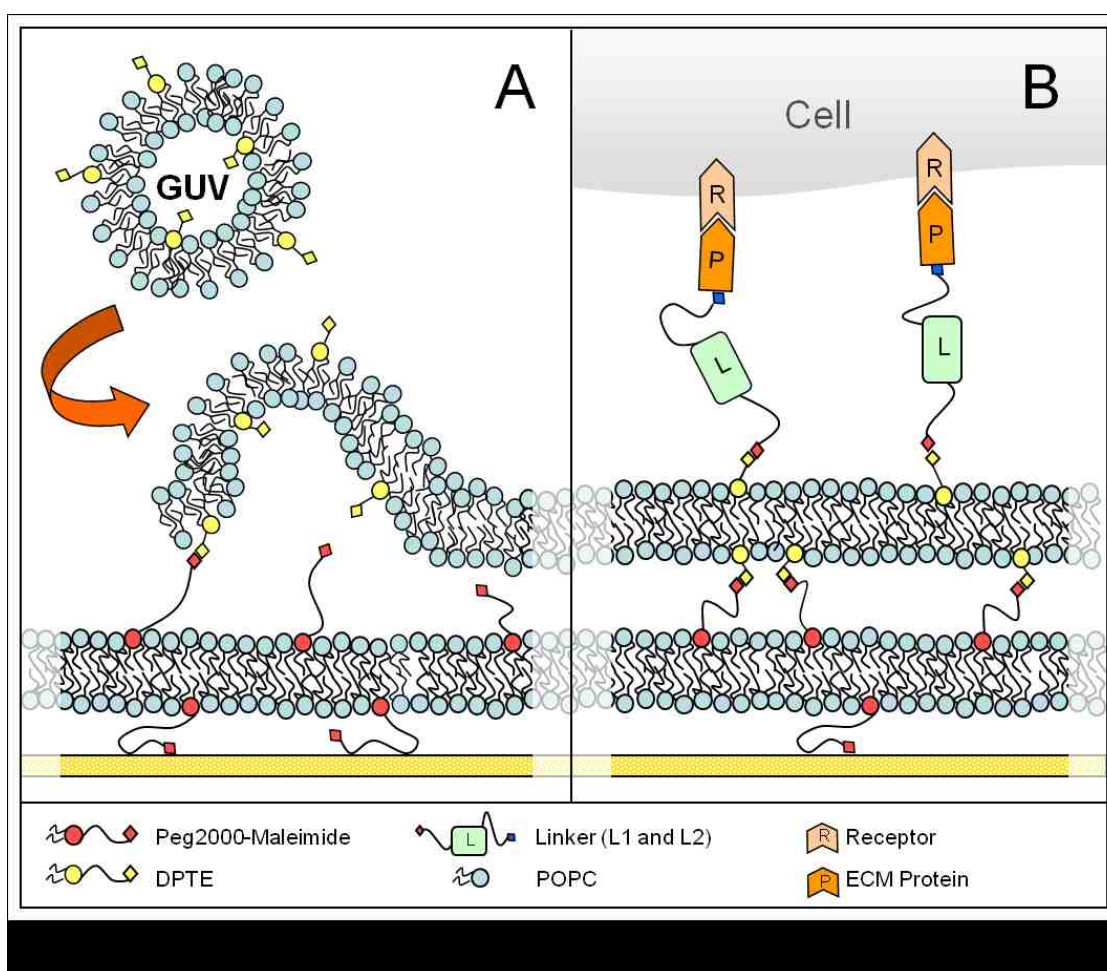 A
B
GUV
Cell
R
P
L
R
P
L
Peg2000-Maleimide
L
Linker (L1 and L2)
R
Receptor
DPTE
POPC
P
ECM Protein